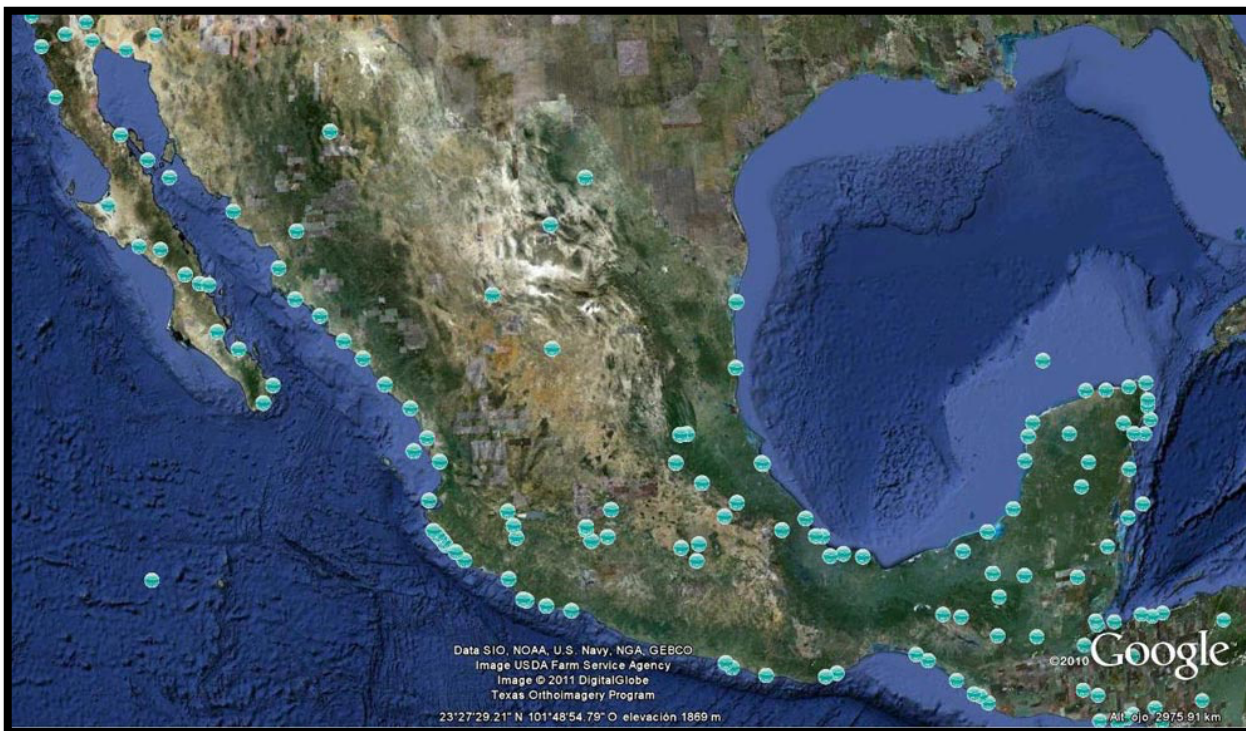 Data SIO, NOAA, U.S. Navy, NGA, GEBCO
Image USDA Farm Service Agency
Image © 2011 DigitalGlobe
Texas Orthoimagery Program
23°27'29.21" N 101°48'54.79" O elevación 1869 m
©2010 Google
Alt. ojo 2975.91 km